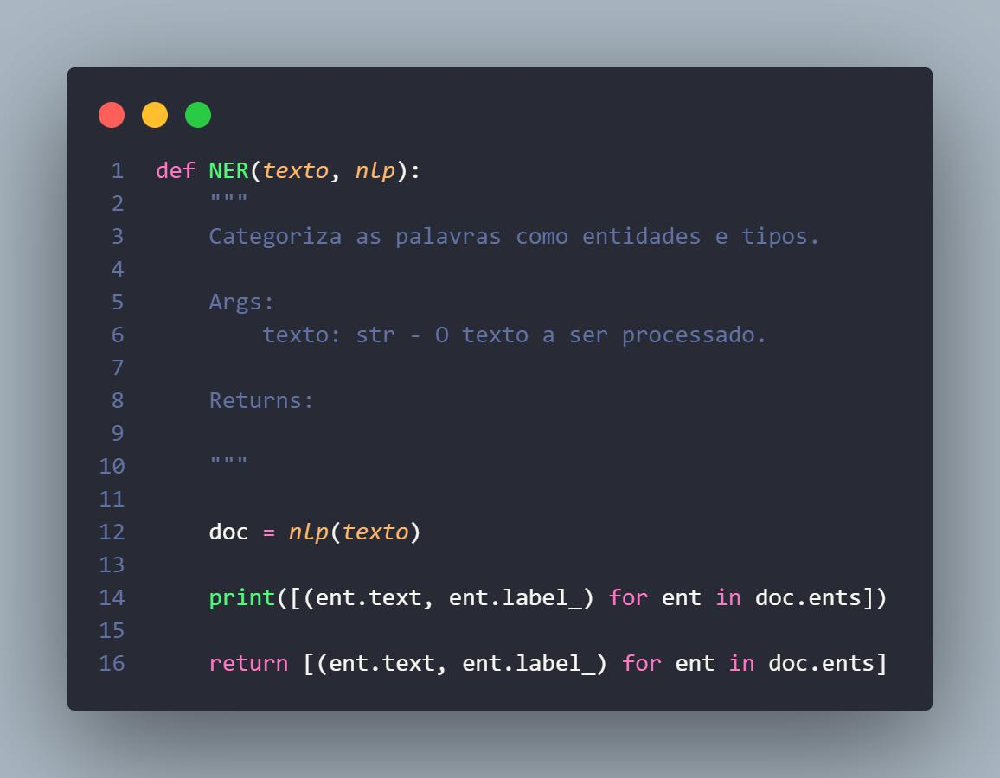 1 def NER(texto, nlp):
2     """
3     Categoriza as palavras como entidades e tipos.
4
5     Args:
6         texto: str - O texto a ser processado.
7
8     Returns:
9
10     """
11
12     doc = nlp(texto)
13
14     print([(ent.text, ent.label_) for ent in doc.ents])
15
16     return [(ent.text, ent.label_) for ent in doc.ents]